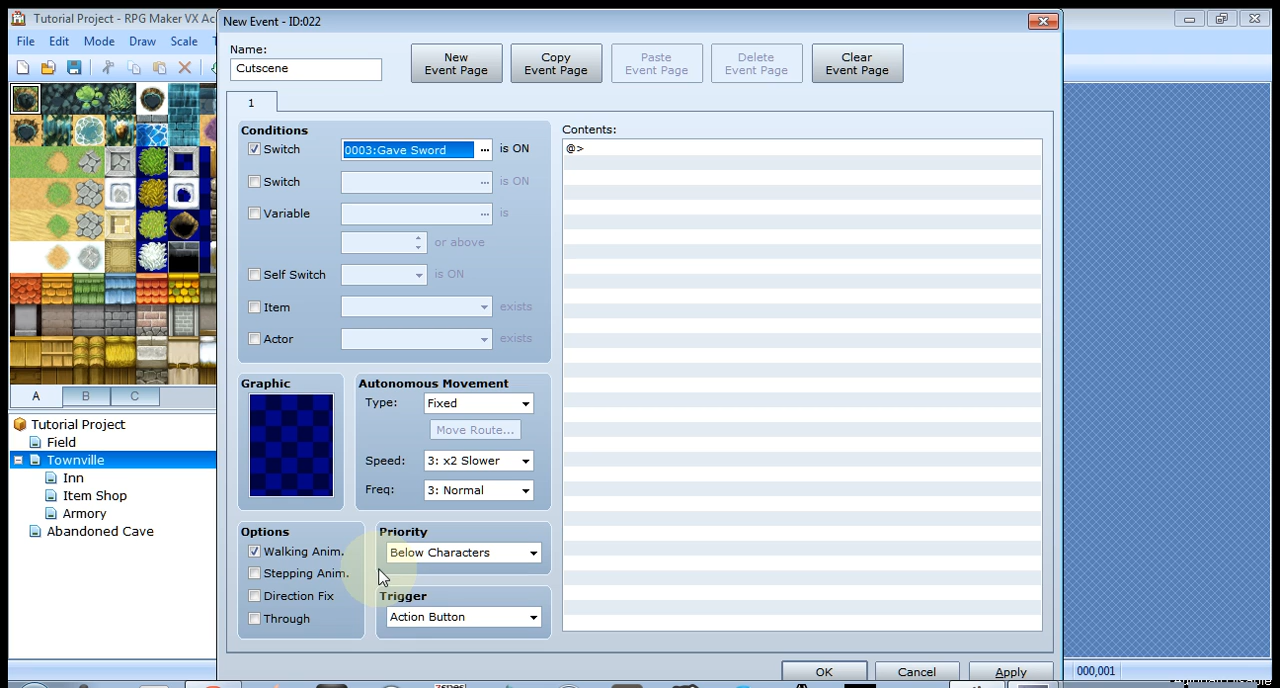 Tutorial Project - RPG Maker VX Ac
New Event - ID:022
File Edit Mode Draw Scale
Name:
Cutscene
New Event Page
Copy Event Page
Paste Event Page
Delete Event Page
Clear Event Page
1
Conditions
Switch 0003:Gave Sword ... is ON
Switch ... is ON
Variable ... is
or above
Self Switch is ON
Item exists
Actor exists
Contents:
@>
A B C
Graphic
Autonomous Movement
Type: Fixed
Move Route...
Speed: 3: x2 Slower
Freq: 3: Normal
Tutorial Project
Field
Townville
Inn
Item Shop
Armory
Abandoned Cave
Options
Walking Anim.
Stepping Anim.
Direction Fix
Through
Priority
Below Characters
Trigger
Action Button
OK Cancel Apply
000,001